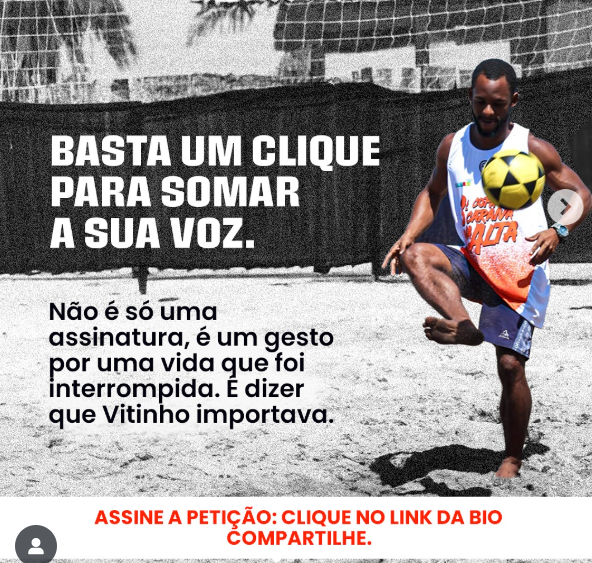 BASTA UM CLIQUE
PARA SOMAR
A SUA VOZ.
Não é só uma
assinatura, é um gesto
por uma vida que foi
interrompida. É dizer
que Vitinho importava.
ALTA
ASSINE A PETIÇÃO: CLIQUE NO LINK DA BIO
COMPARTILHE.